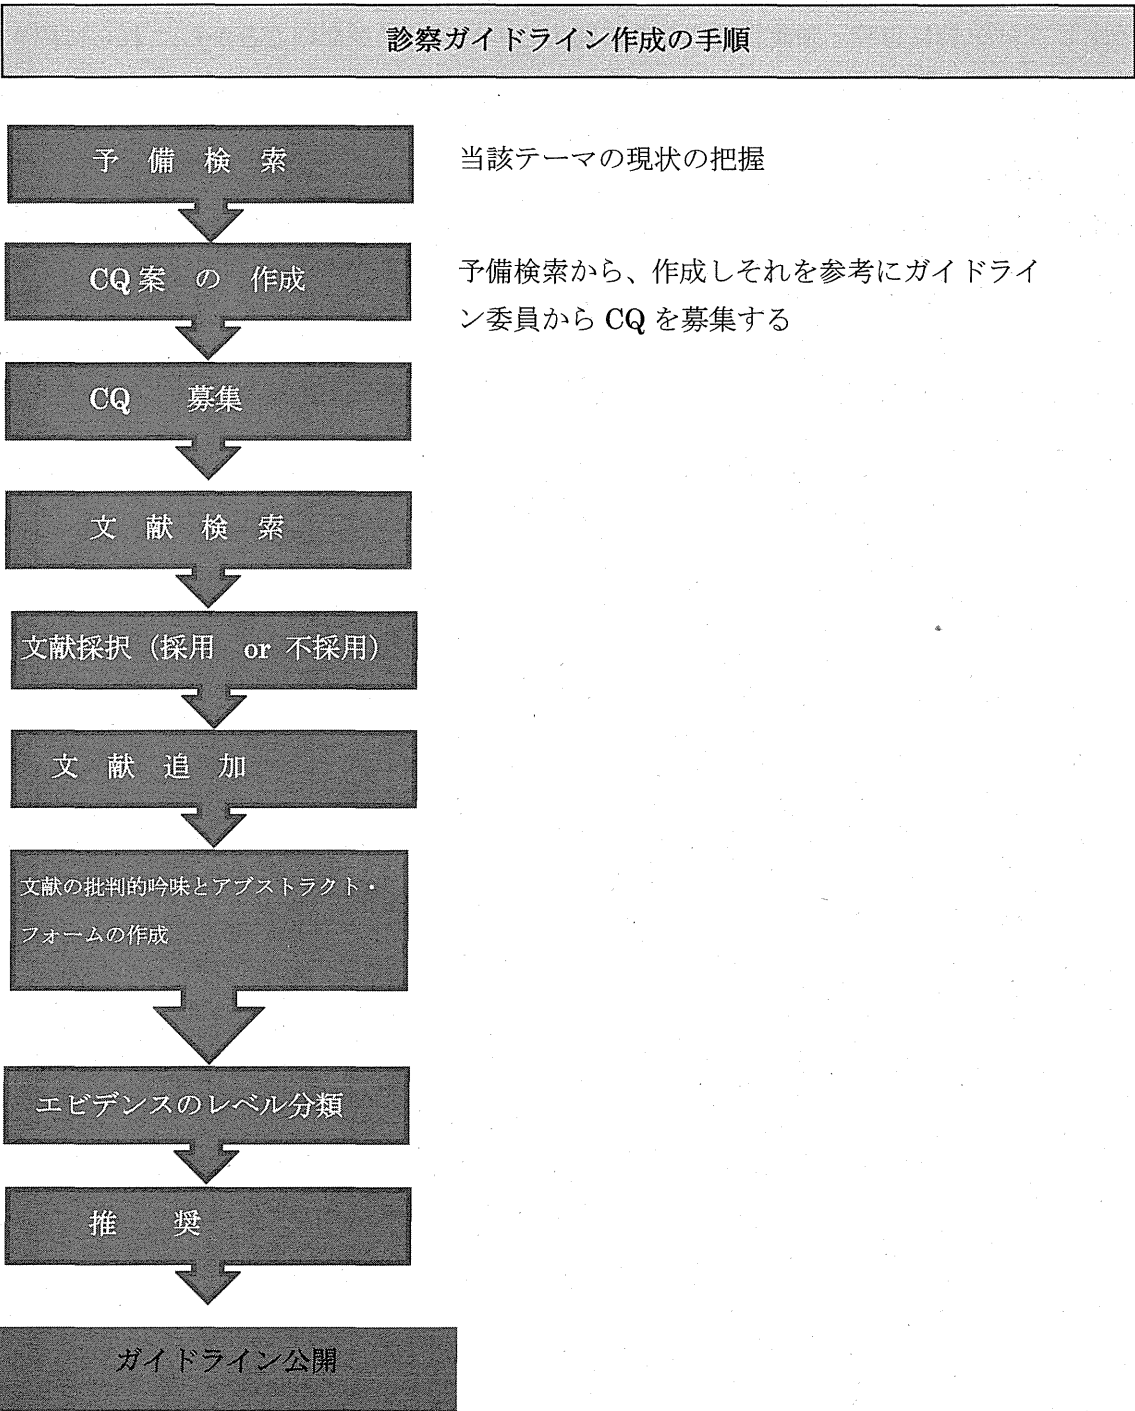 診察ガイドライン作成の手順
予 備 検 索
当該テーマの現状の把握
CQ案 の 作成
予備検索から、作成しそれを参考にガイドライ
ン委員から CQ を募集する
CQ 募集
文 献 検 索
文献採択（採用 or 不採用）
文 献 追 加
文献の批判的吟味とアブストラクト・
フォームの作成
エビデンスのレベル分類
推 奨
ガイドライン公開